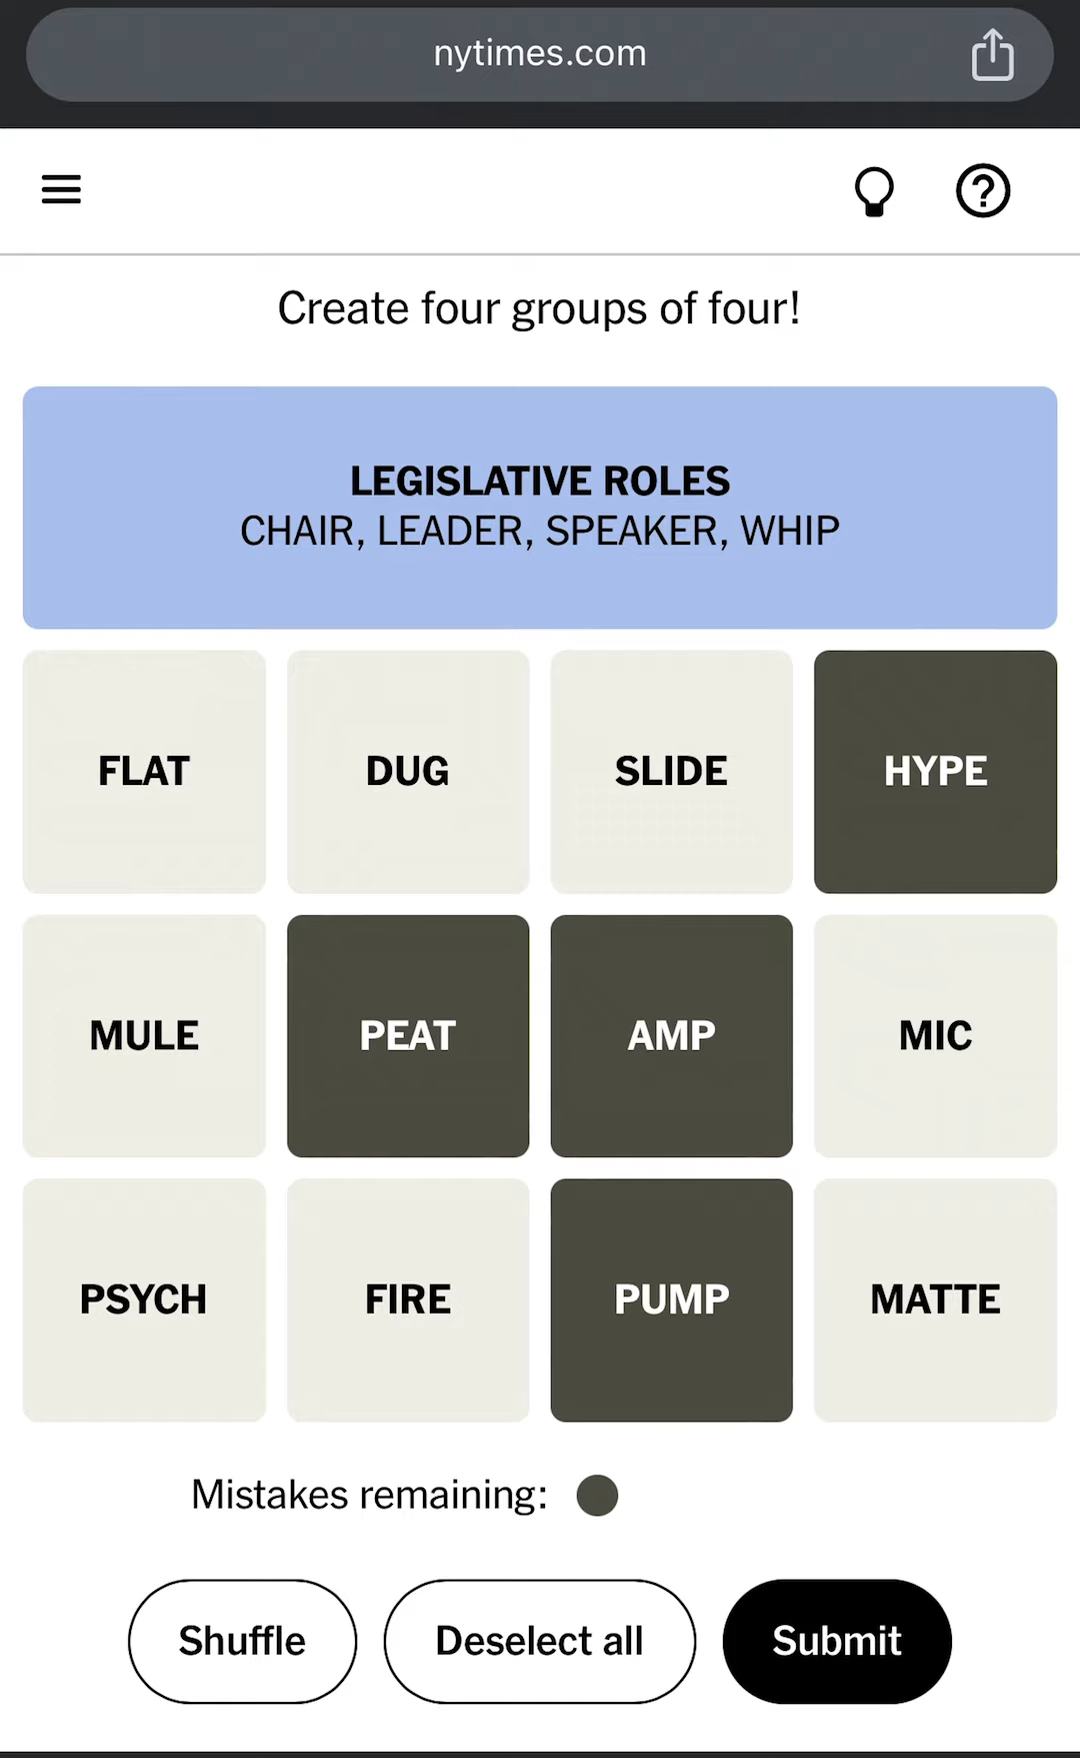 nytimes.com
Create four groups of four!
LEGISLATIVE ROLES
CHAIR, LEADER, SPEAKER, WHIP
FLAT DUG SLIDE HYPE
MULE PEAT AMP MIC
PSYCH FIRE PUMP MATTE
Mistakes remaining:
Shuffle Deselect all Submit